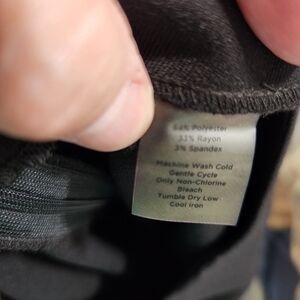 64% Polyester
33% Rayon
3% Spandex
Machine Wash Cold
Gentle Cycle
Only Non-Chlorine
Bleach
Tumble Dry Low
Cool Iron